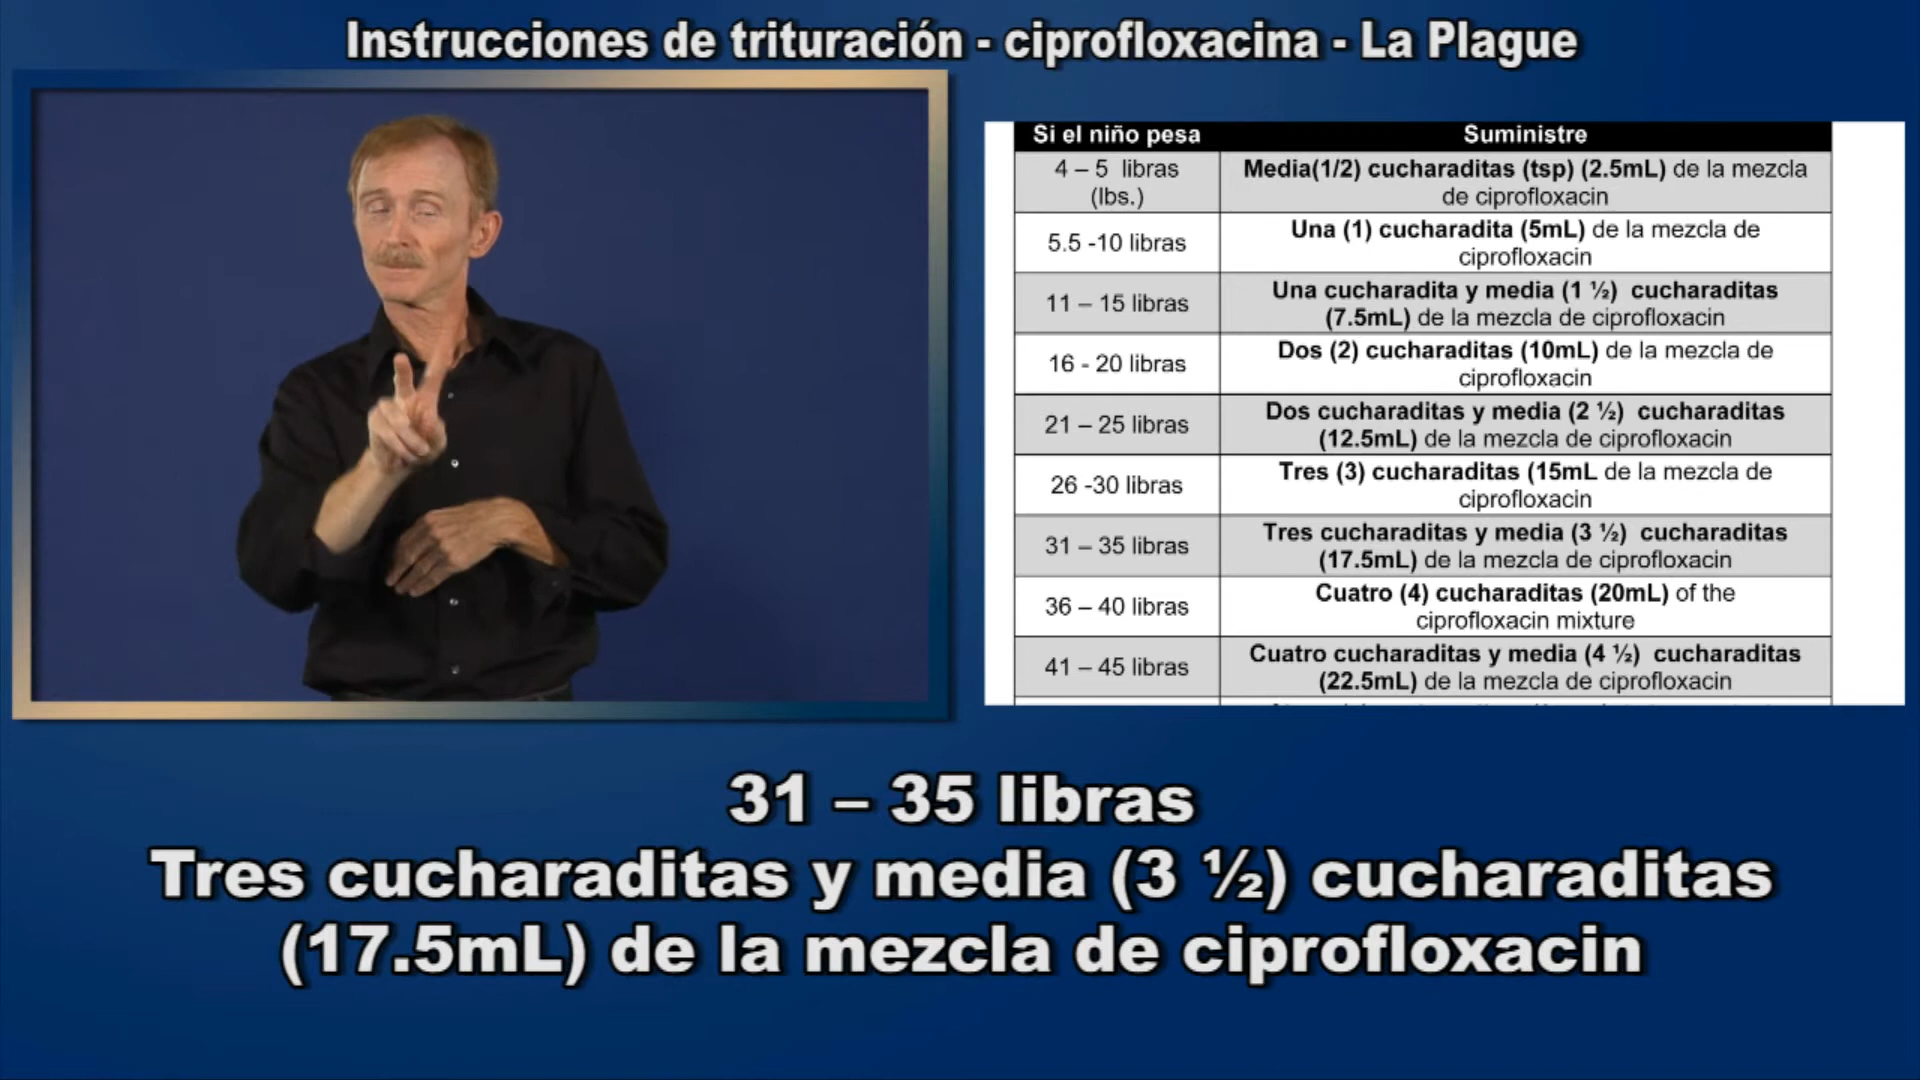 Instrucciones de trituración - ciprofloxacina - La Plague
Si el niño pesa
Suministre
4 – 5 libras
(lbs.)
Media(1/2) cucharaditas (tsp) (2.5mL) de la mezcla
de ciprofloxacin
5.5 -10 libras
Una (1) cucharadita (5mL) de la mezcla de
ciprofloxacin
11 – 15 libras
Una cucharadita y media (1 ½) cucharaditas
(7.5mL) de la mezcla de ciprofloxacin
16 - 20 libras
Dos (2) cucharaditas (10mL) de la mezcla de
ciprofloxacin
21 – 25 libras
Dos cucharaditas y media (2 ½) cucharaditas
(12.5mL) de la mezcla de ciprofloxacin
26 -30 libras
Tres (3) cucharaditas (15mL de la mezcla de
ciprofloxacin
31 – 35 libras
Tres cucharaditas y media (3 ½) cucharaditas
(17.5mL) de la mezcla de ciprofloxacin
36 – 40 libras
Cuatro (4) cucharaditas (20mL) of the
ciprofloxacin mixture
41 – 45 libras
Cuatro cucharaditas y media (4 ½) cucharaditas
(22.5mL) de la mezcla de ciprofloxacin
31 – 35 libras
Tres cucharaditas y media (3 ½) cucharaditas
(17.5mL) de la mezcla de ciprofloxacin